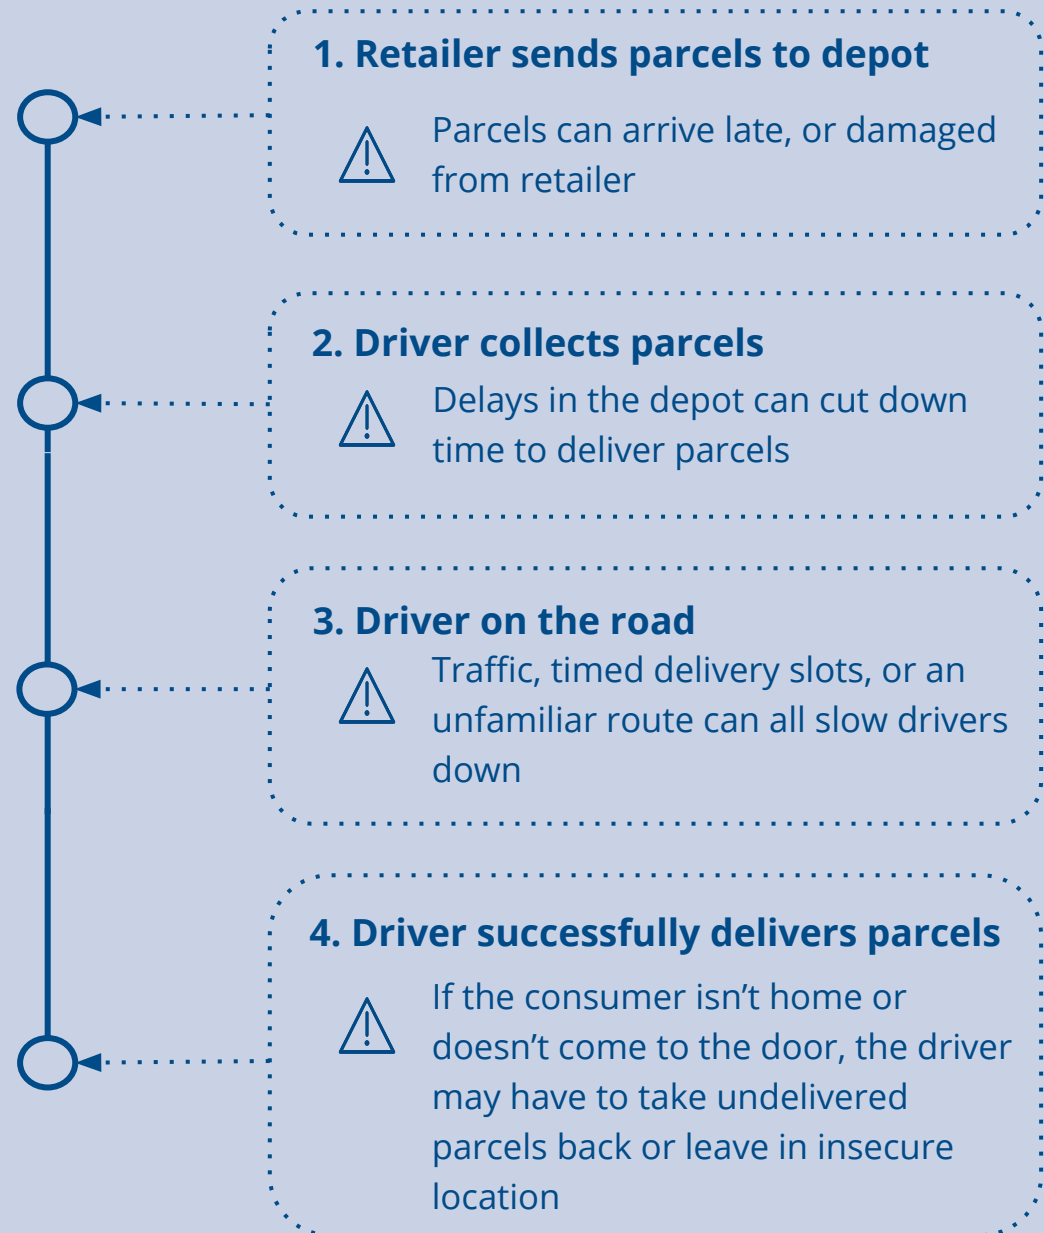 1. Retailer sends parcels to depot
Parcels can arrive late, or damaged
from retailer
2. Driver collects parcels
Delays in the depot can cut down
time to deliver parcels
3. Driver on the road
Traffic, timed delivery slots, or an
unfamiliar route can all slow drivers
down
4. Driver successfully delivers parcels
If the consumer isn’t home or
doesn’t come to the door, the driver
may have to take undelivered
parcels back or leave in insecure
location